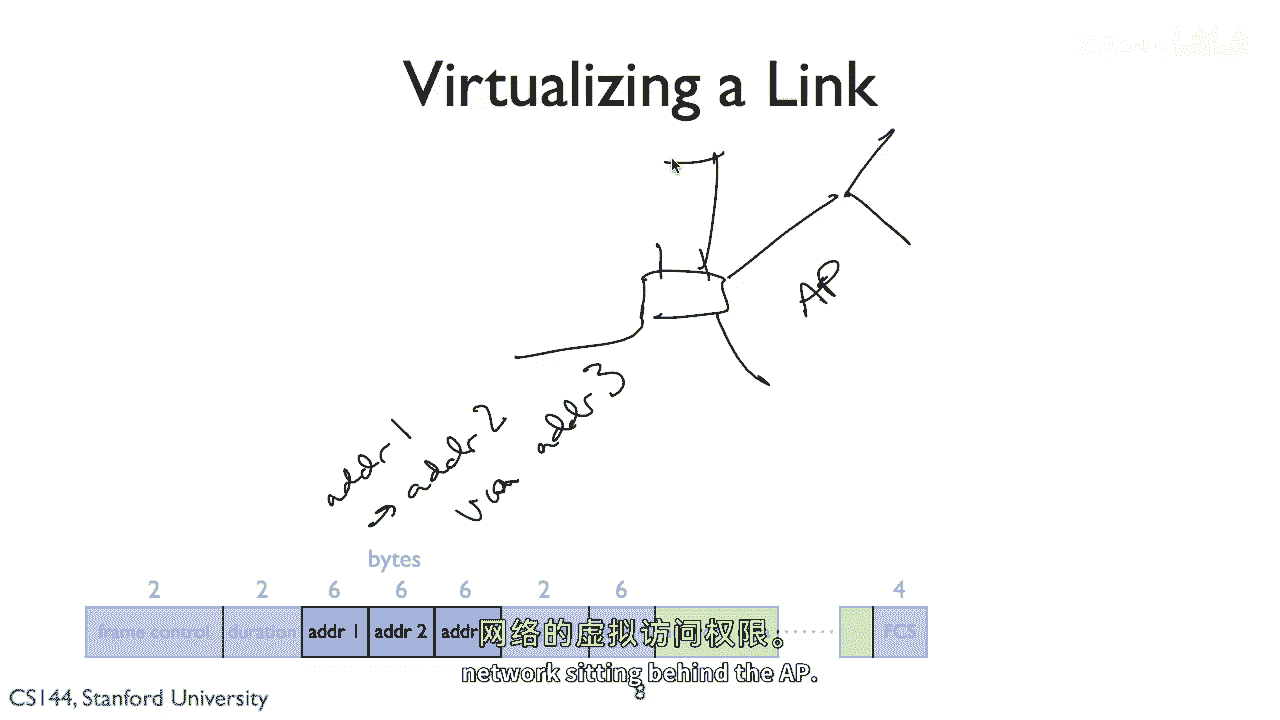 Virtualizing a Link
AP
addr 1
→ addr 2
via addr 3
bytes
2 2 6 6 6 2 6 4
frame control duration addr 1 addr 2 addr FCS
网络的虚拟访问权限。
network sitting behind the AP.
CS144, Stanford University
8